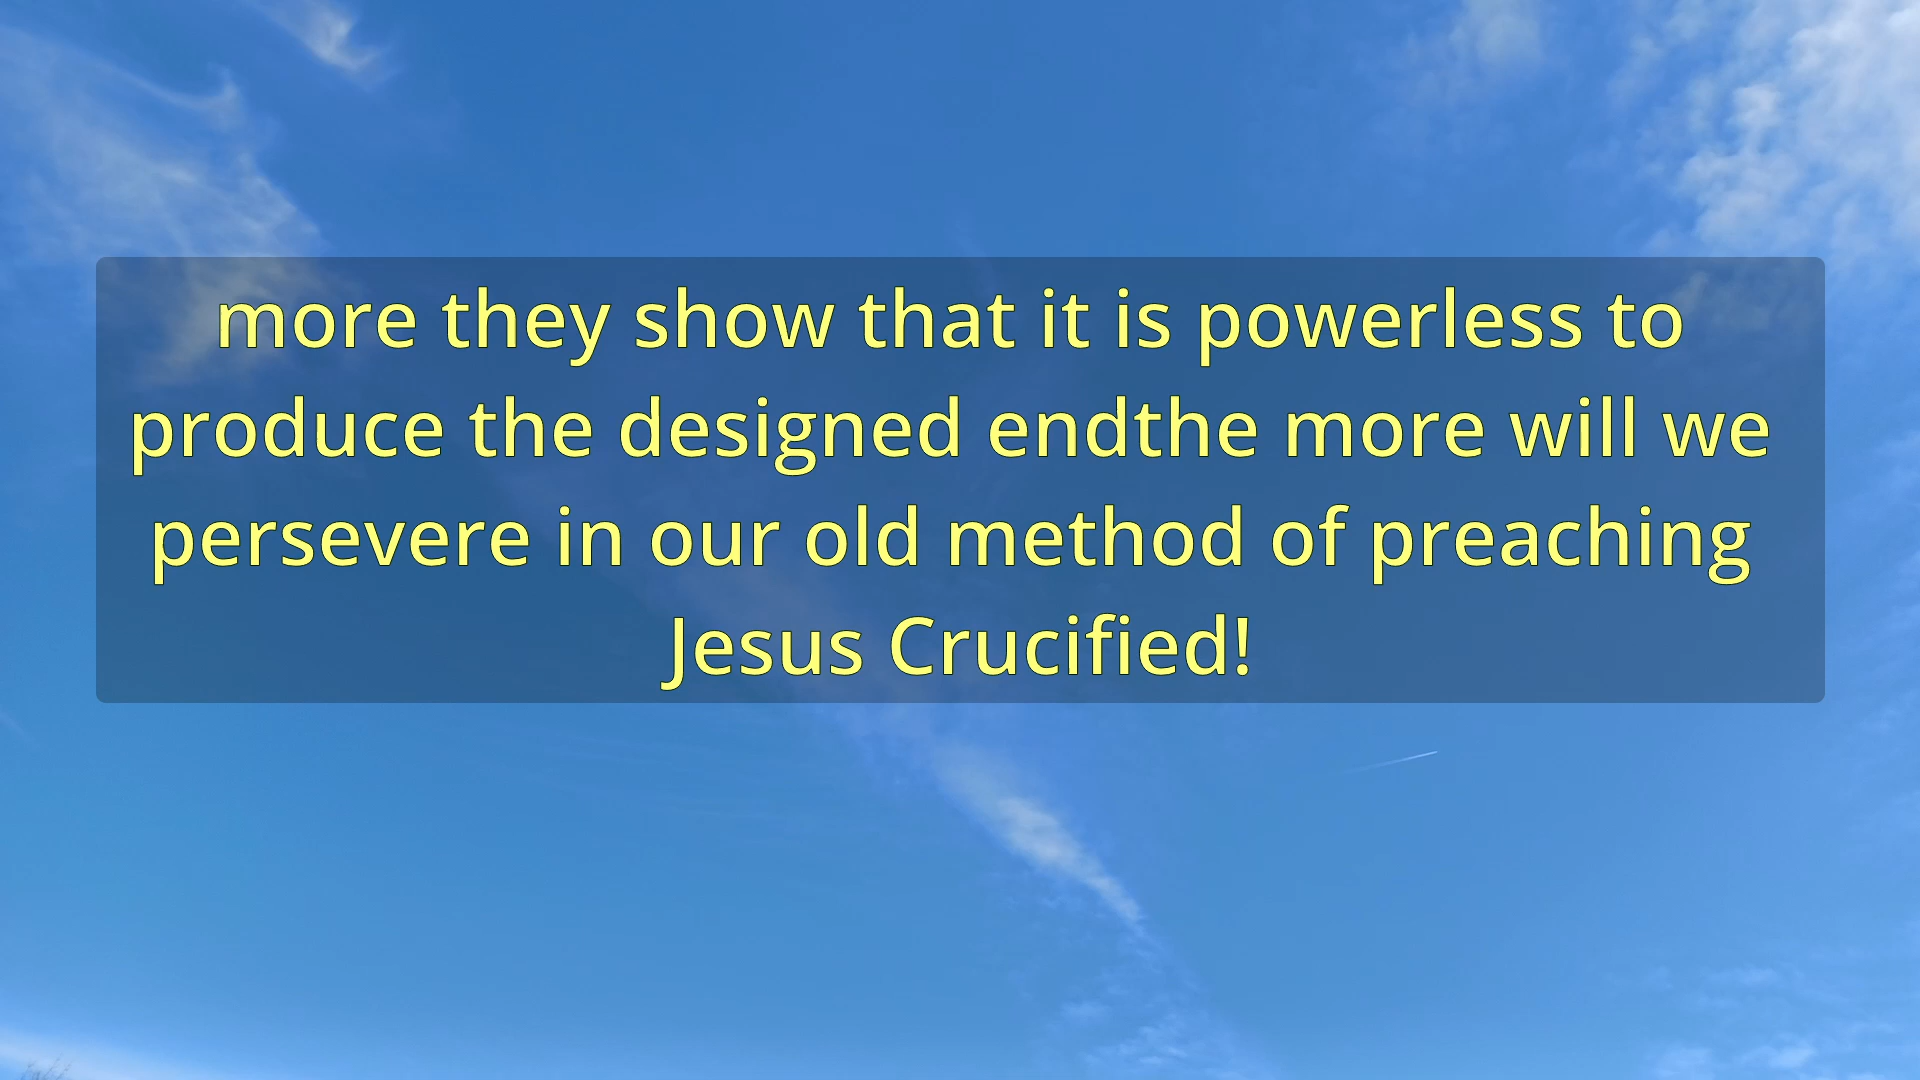 more they show that it is powerless to
produce the designed endthe more will we
persevere in our old method of preaching
Jesus Crucified!